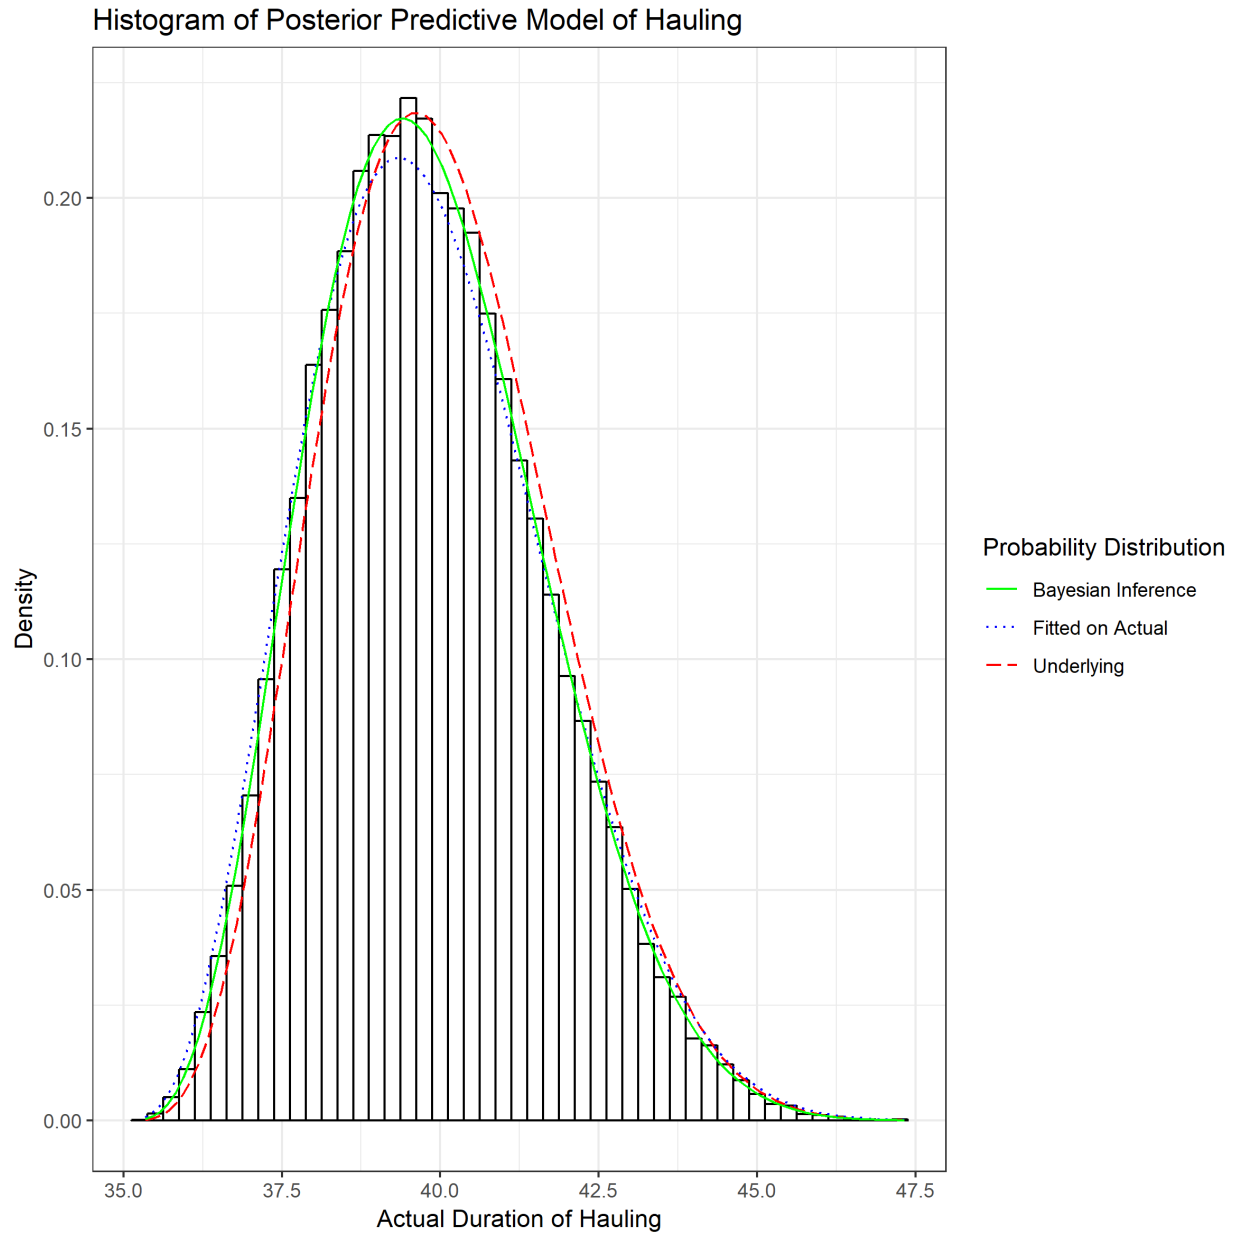 Histogram of Posterior Predictive Model of Hauling
0.20
0.15
0.10
0.05
0.00
Density
35.0 37.5 40.0 42.5 45.0 47.5
Actual Duration of Hauling
Probability Distribution
Bayesian Inference
Fitted on Actual
Underlying